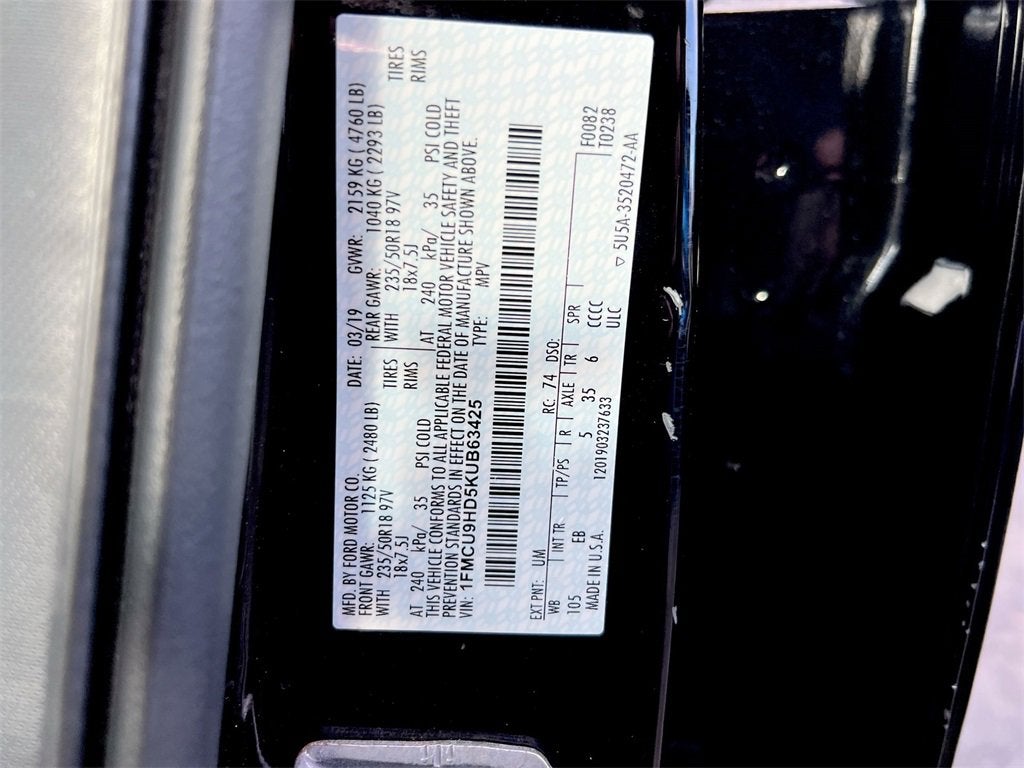 MFD. BY FORD MOTOR CO.
DATE: 03/19 GVWR: 2159 KG ( 4760 LB)
FRONT GAWR: 1125 KG ( 2480 LB) REAR GAWR: 1040 KG ( 2293 LB)
WITH 235/50R18 97V TIRES WITH 235/50R18 97V TIRES
18x7.5J RIMS 18x7.5J RIMS
AT 240 kPa/ 35 PSI COLD AT 240 kPa/ 35 PSI COLD
THIS VEHICLE CONFORMS TO ALL APPLICABLE FEDERAL MOTOR VEHICLE SAFETY AND THEFT
PREVENTION STANDARDS IN EFFECT ON THE DATE OF MANUFACTURE SHOWN ABOVE.
VIN: 1FMCU9HD5KUB63425 TYPE: MPV
EXT PNT: UM RC: 74 DSO:
WB INT TR TP/PS R AXLE TR SPR F0082
105 EB 5 35 6 CCCC T0238
MADE IN U.S.A. 1201903237633 ULC
▽ 5U5A-3520472-AA